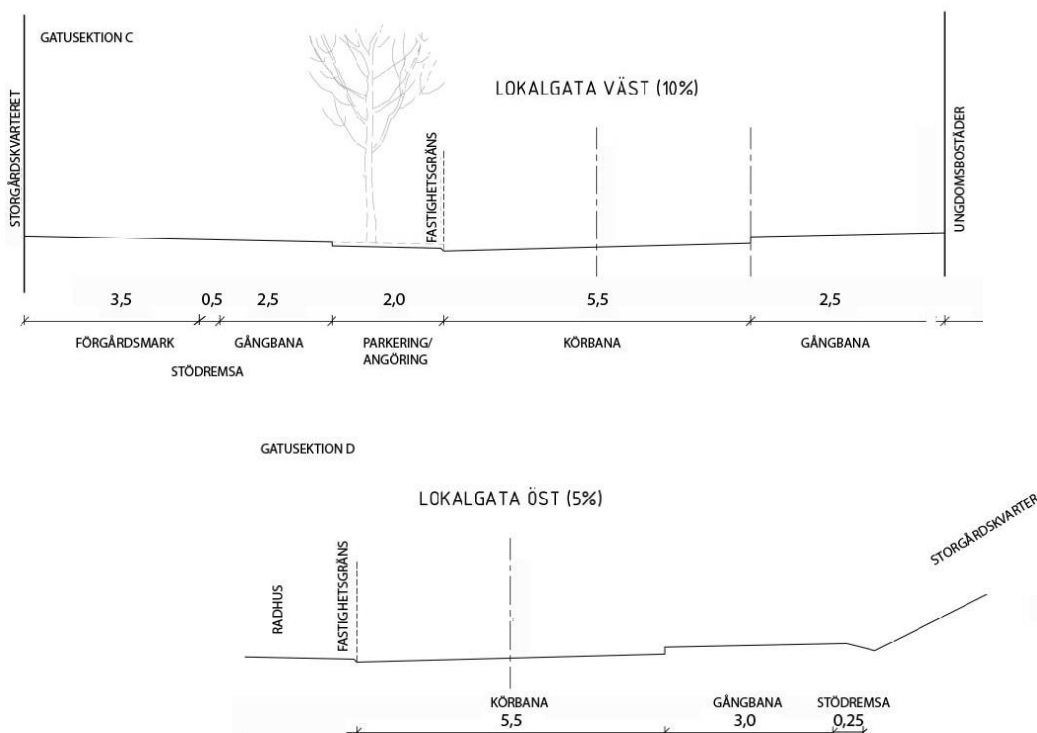 GATUSEKTION C
LOKALGATA VÄST (10%)
STORGÅRDSKVARTERET
FASTIGHETSGRÄNS
UNGDOMSBOSTÄDER
3,5 0,5 2,5 2,0 5,5 2,5
FÖRGÅRDSMARK GÅNGBANA PARKERING/ KÖRBANA GÅNGBANA
ANGÖRING
STÖDREMSA
GATUSEKTION D
LOKALGATA ÖST (5%)
RADHUS
FASTIGHETSGRÄNS
STORGÅRDSKVARTER
KÖRBANA GÅNGBANA STÖDREMSA
5,5 3,0 0,25